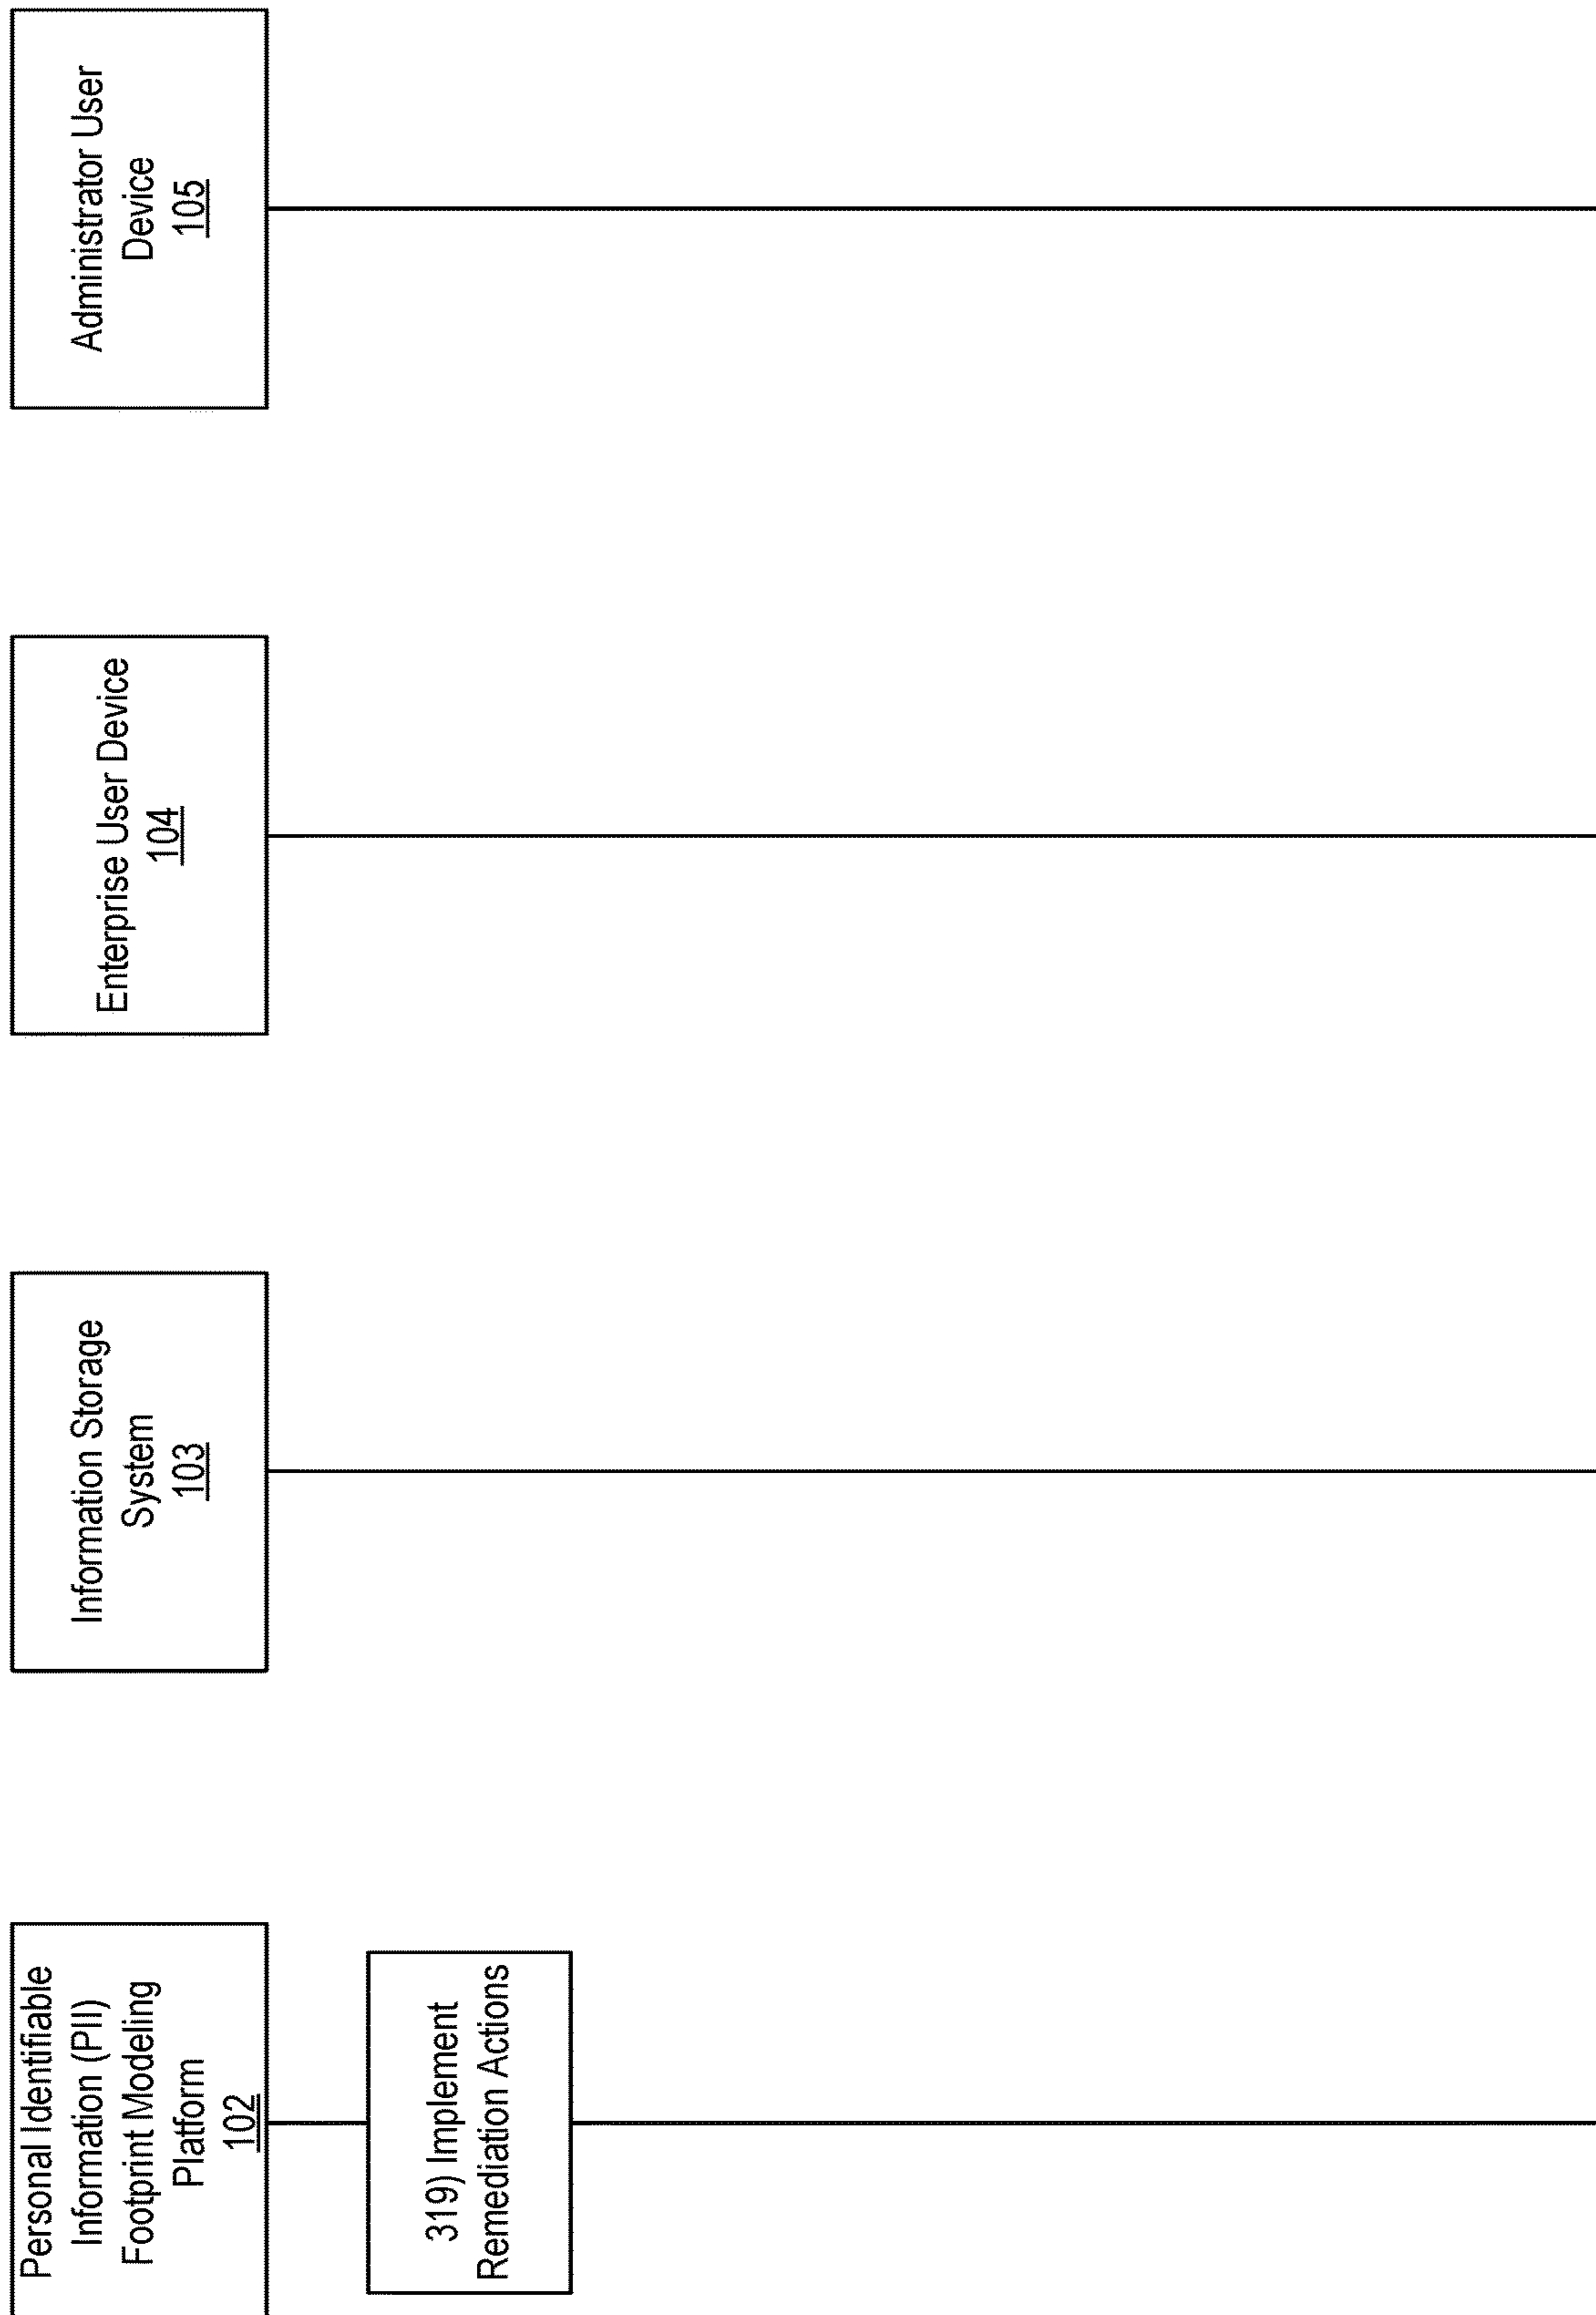 Personal Identifiable
Information (PII)
Footprint Modeling
Platform
102
Information Storage
System
103
Enterprise User Device
104
Administrator User
Device
105
319) Implement
Remediation Actions